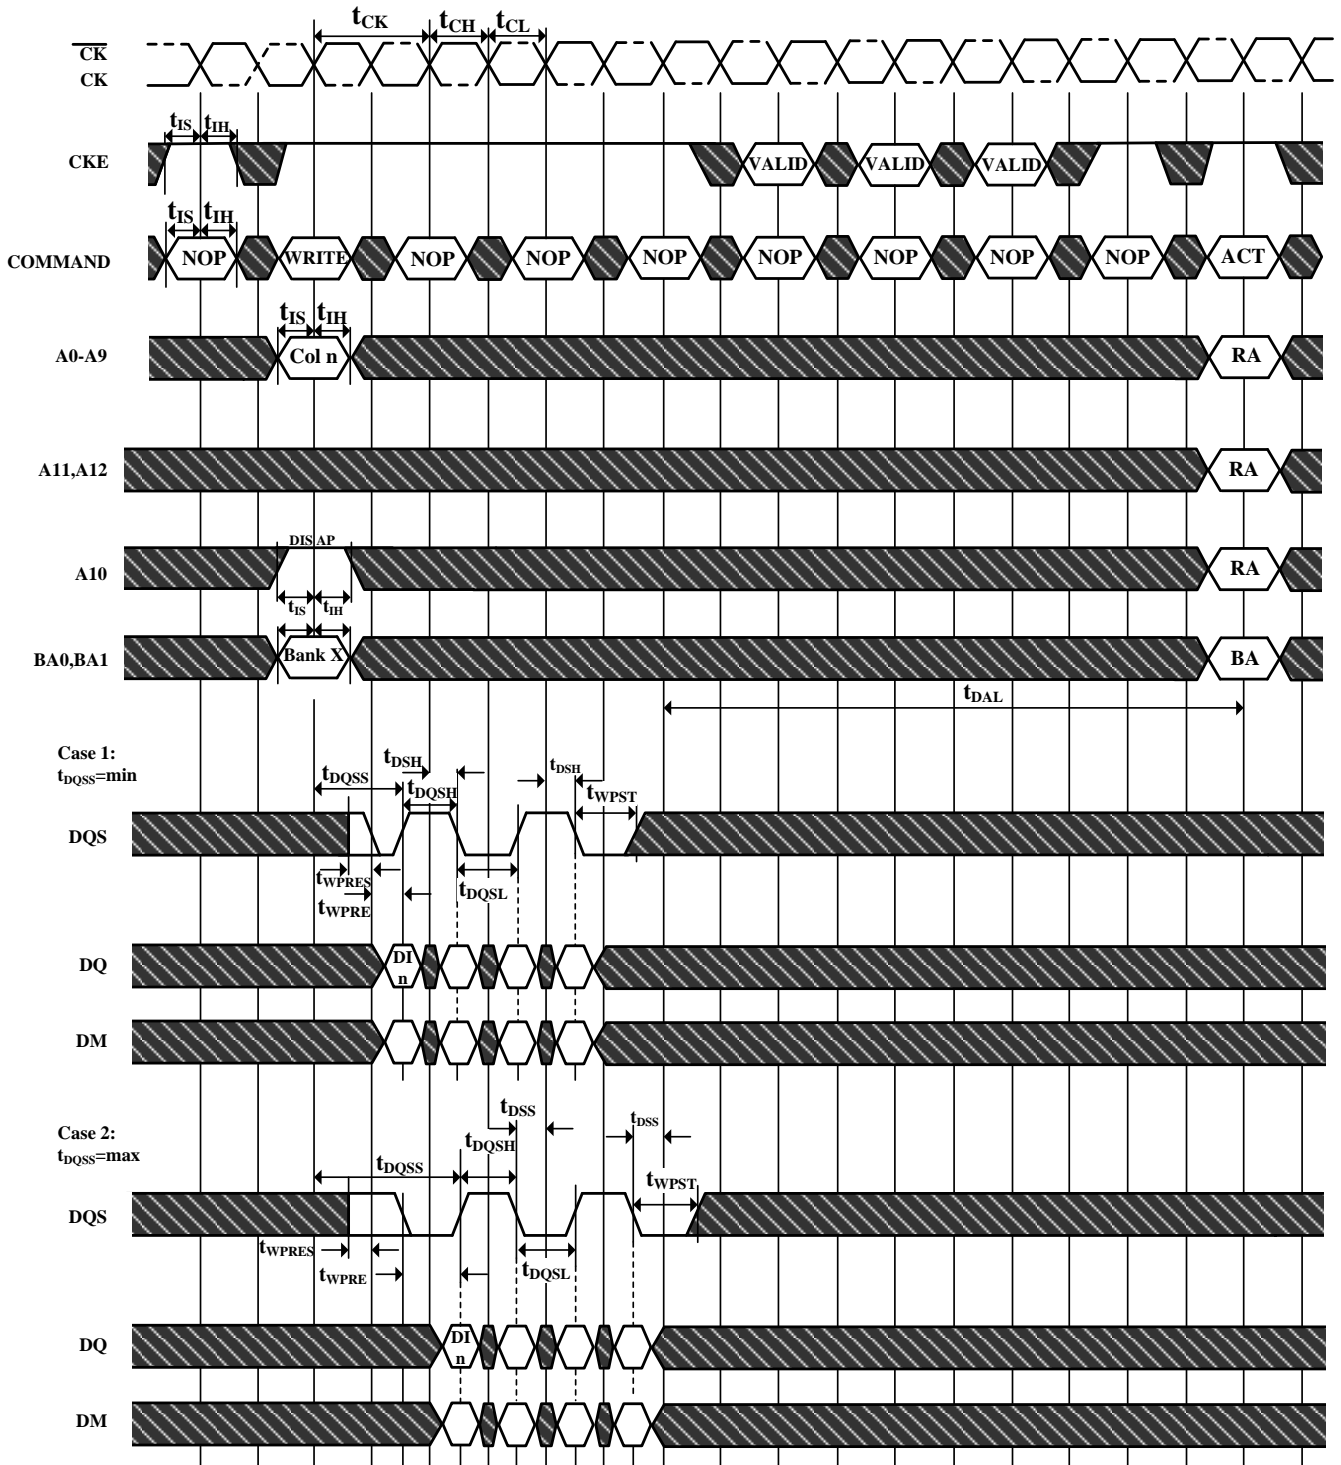 tCK tCH tCL
CK
CK
tIS tIH
CKE VALID VALID VALID
tIS tIH
COMMAND NOP WRITE NOP NOP NOP NOP NOP NOP NOP ACT
tIS tIH
A0-A9 Col n RA
A11,A12 RA
DIS AP
A10 RA
tIS tIH
BA0,BA1 Bank X BA
tDAL
Case 1:
tDQSS=min
tDSH tDSH
tDQSS tDQSH tWPST
DQS
tWPRES tDQSL
tWPRE
DQ DI
n
DM
Case 2:
tDQSS=max
tDSS tDSS
tDQSH
tDQSS tWPST
DQS
tWPRES
tWPRE tDQSL
DQ DI
n
DM